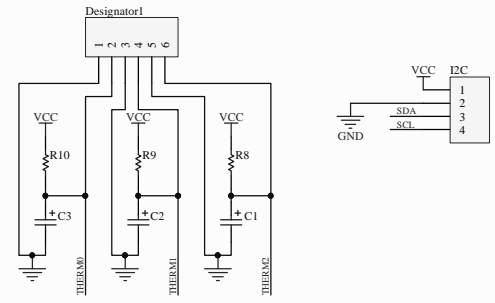 Designator1
1 2 3 4 5 6
VCC VCC VCC
R10 R9 R8
+ C3 + C2 + C1
THERM0 THERM1 THERM2
VCC I2C
1
2
SDA 3
SCL 4
GND